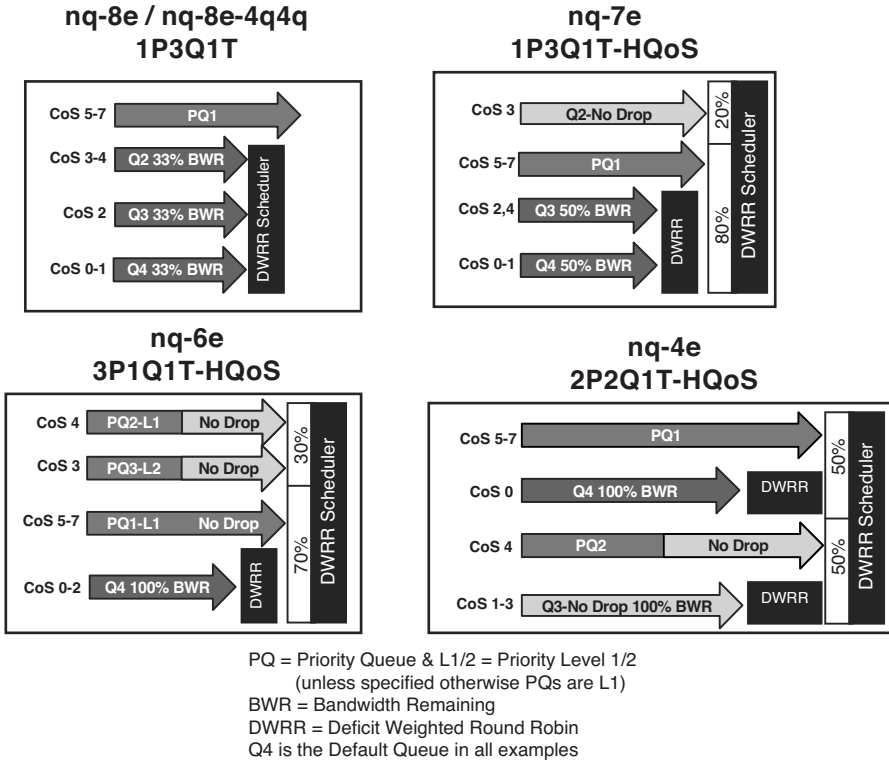 nq-8e / nq-8e-4q4q
1P3Q1T
CoS 5-7
PQ1
CoS 3-4
Q2 33% BWR
CoS 2
Q3 33% BWR
CoS 0-1
Q4 33% BWR
DWRR Scheduler
nq-7e
1P3Q1T-HQoS
CoS 3
Q2-No Drop
20%
CoS 5-7
PQ1
CoS 2,4
Q3 50% BWR
CoS 0-1
Q4 50% BWR
DWRR
80%
DWRR Scheduler
nq-6e
3P1Q1T-HQoS
CoS 4
PQ2-L1
No Drop
CoS 3
PQ3-L2
No Drop
30%
CoS 5-7
PQ1-L1
No Drop
CoS 0-2
Q4 100% BWR
DWRR
70%
DWRR Scheduler
nq-4e
2P2Q1T-HQoS
CoS 5-7
PQ1
CoS 0
Q4 100% BWR
DWRR
50%
CoS 4
PQ2
No Drop
CoS 1-3
Q3-No Drop 100% BWR
DWRR
50%
DWRR Scheduler
PQ = Priority Queue & L1/2 = Priority Level 1/2
(unless specified otherwise PQs are L1)
BWR = Bandwidth Remaining
DWRR = Deficit Weighted Round Robin
Q4 is the Default Queue in all examples